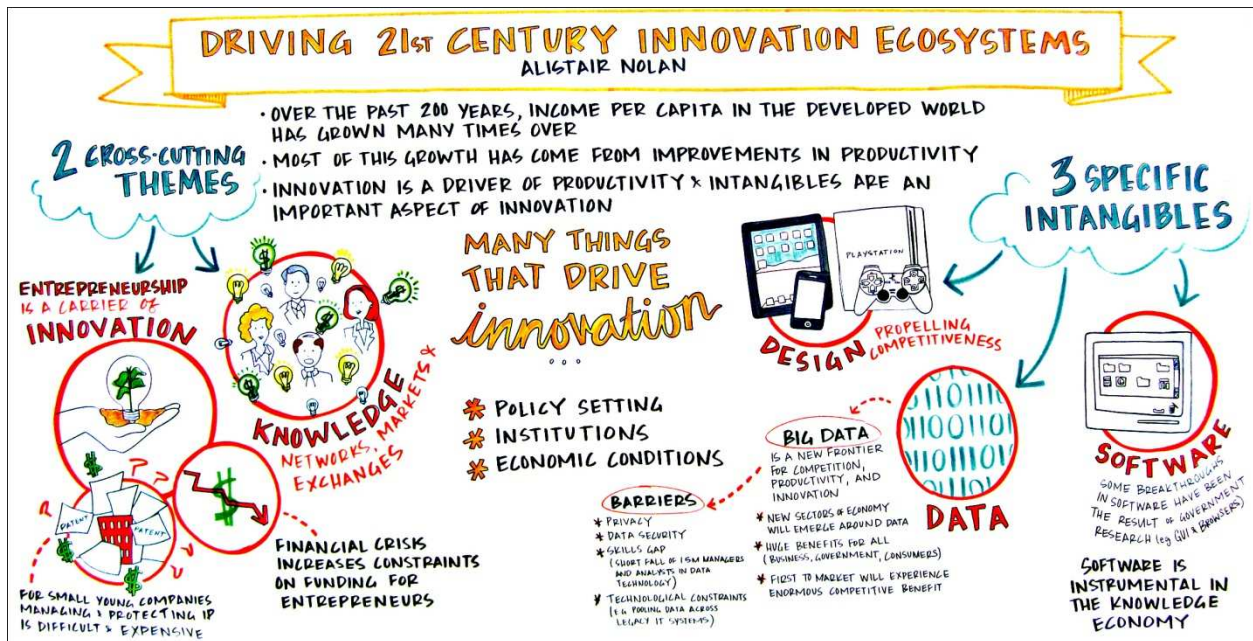 DRIVING 21ST CENTURY INNOVATION ECOSYSTEMS
ALISTAIR NOLAN
• OVER THE PAST 200 YEARS, INCOME PER CAPITA IN THE DEVELOPED WORLD
HAS GROWN MANY TIMES OVER
• MOST OF THIS GROWTH HAS COME FROM IMPROVEMENTS IN PRODUCTIVITY
• INNOVATION IS A DRIVER OF PRODUCTIVITY & INTANGIBLES ARE AN
IMPORTANT ASPECT OF INNOVATION
2 CROSS-CUTTING
THEMES
ENTREPRENEURSHIP
IS A CARRIER OF
INNOVATION
KNOWLEDGE
NETWORKS, MARKETS &
EXCHANGES
PATENT
PATENT
FOR SMALL YOUNG COMPANIES
MANAGING & PROTECTING IP
IS DIFFICULT & EXPENSIVE
FINANCIAL CRISIS
INCREASES CONSTRAINTS
ON FUNDING FOR
ENTREPRENEURS
MANY THINGS
THAT DRIVE
innovation
...
* POLICY SETTING
* INSTITUTIONS
* ECONOMIC CONDITIONS
3 SPECIFIC
INTANGIBLES
PLAYSTATION
DESIGN
PROPELLING
COMPETITIVENESS
DATA
BIG DATA
IS A NEW FRONTIER
FOR COMPETITION,
PRODUCTIVITY, AND
INNOVATION
* NEW SECTORS OF ECONOMY
WILL EMERGE AROUND DATA
* HUGE BENEFITS FOR ALL
(BUSINESS, GOVERNMENT, CONSUMERS)
* FIRST TO MARKET WILL EXPERIENCE
ENORMOUS COMPETITIVE BENEFIT
BARRIERS
* PRIVACY
* DATA SECURITY
* SKILLS GAP
(SHORT FALL OF 1.5M MANAGERS
AND ANALYSTS IN DATA
TECHNOLOGY)
* TECHNOLOGICAL CONSTRAINTS
(EG POOLING DATA ACROSS
LEGACY IT SYSTEMS)
SOFTWARE
SOME BREAKTHROUGHS
IN SOFTWARE HAVE BEEN
THE RESULT OF GOVERNMENT
RESEARCH (eg GUI & BROWSERS)
SOFTWARE IS
INSTRUMENTAL IN
THE KNOWLEDGE
ECONOMY